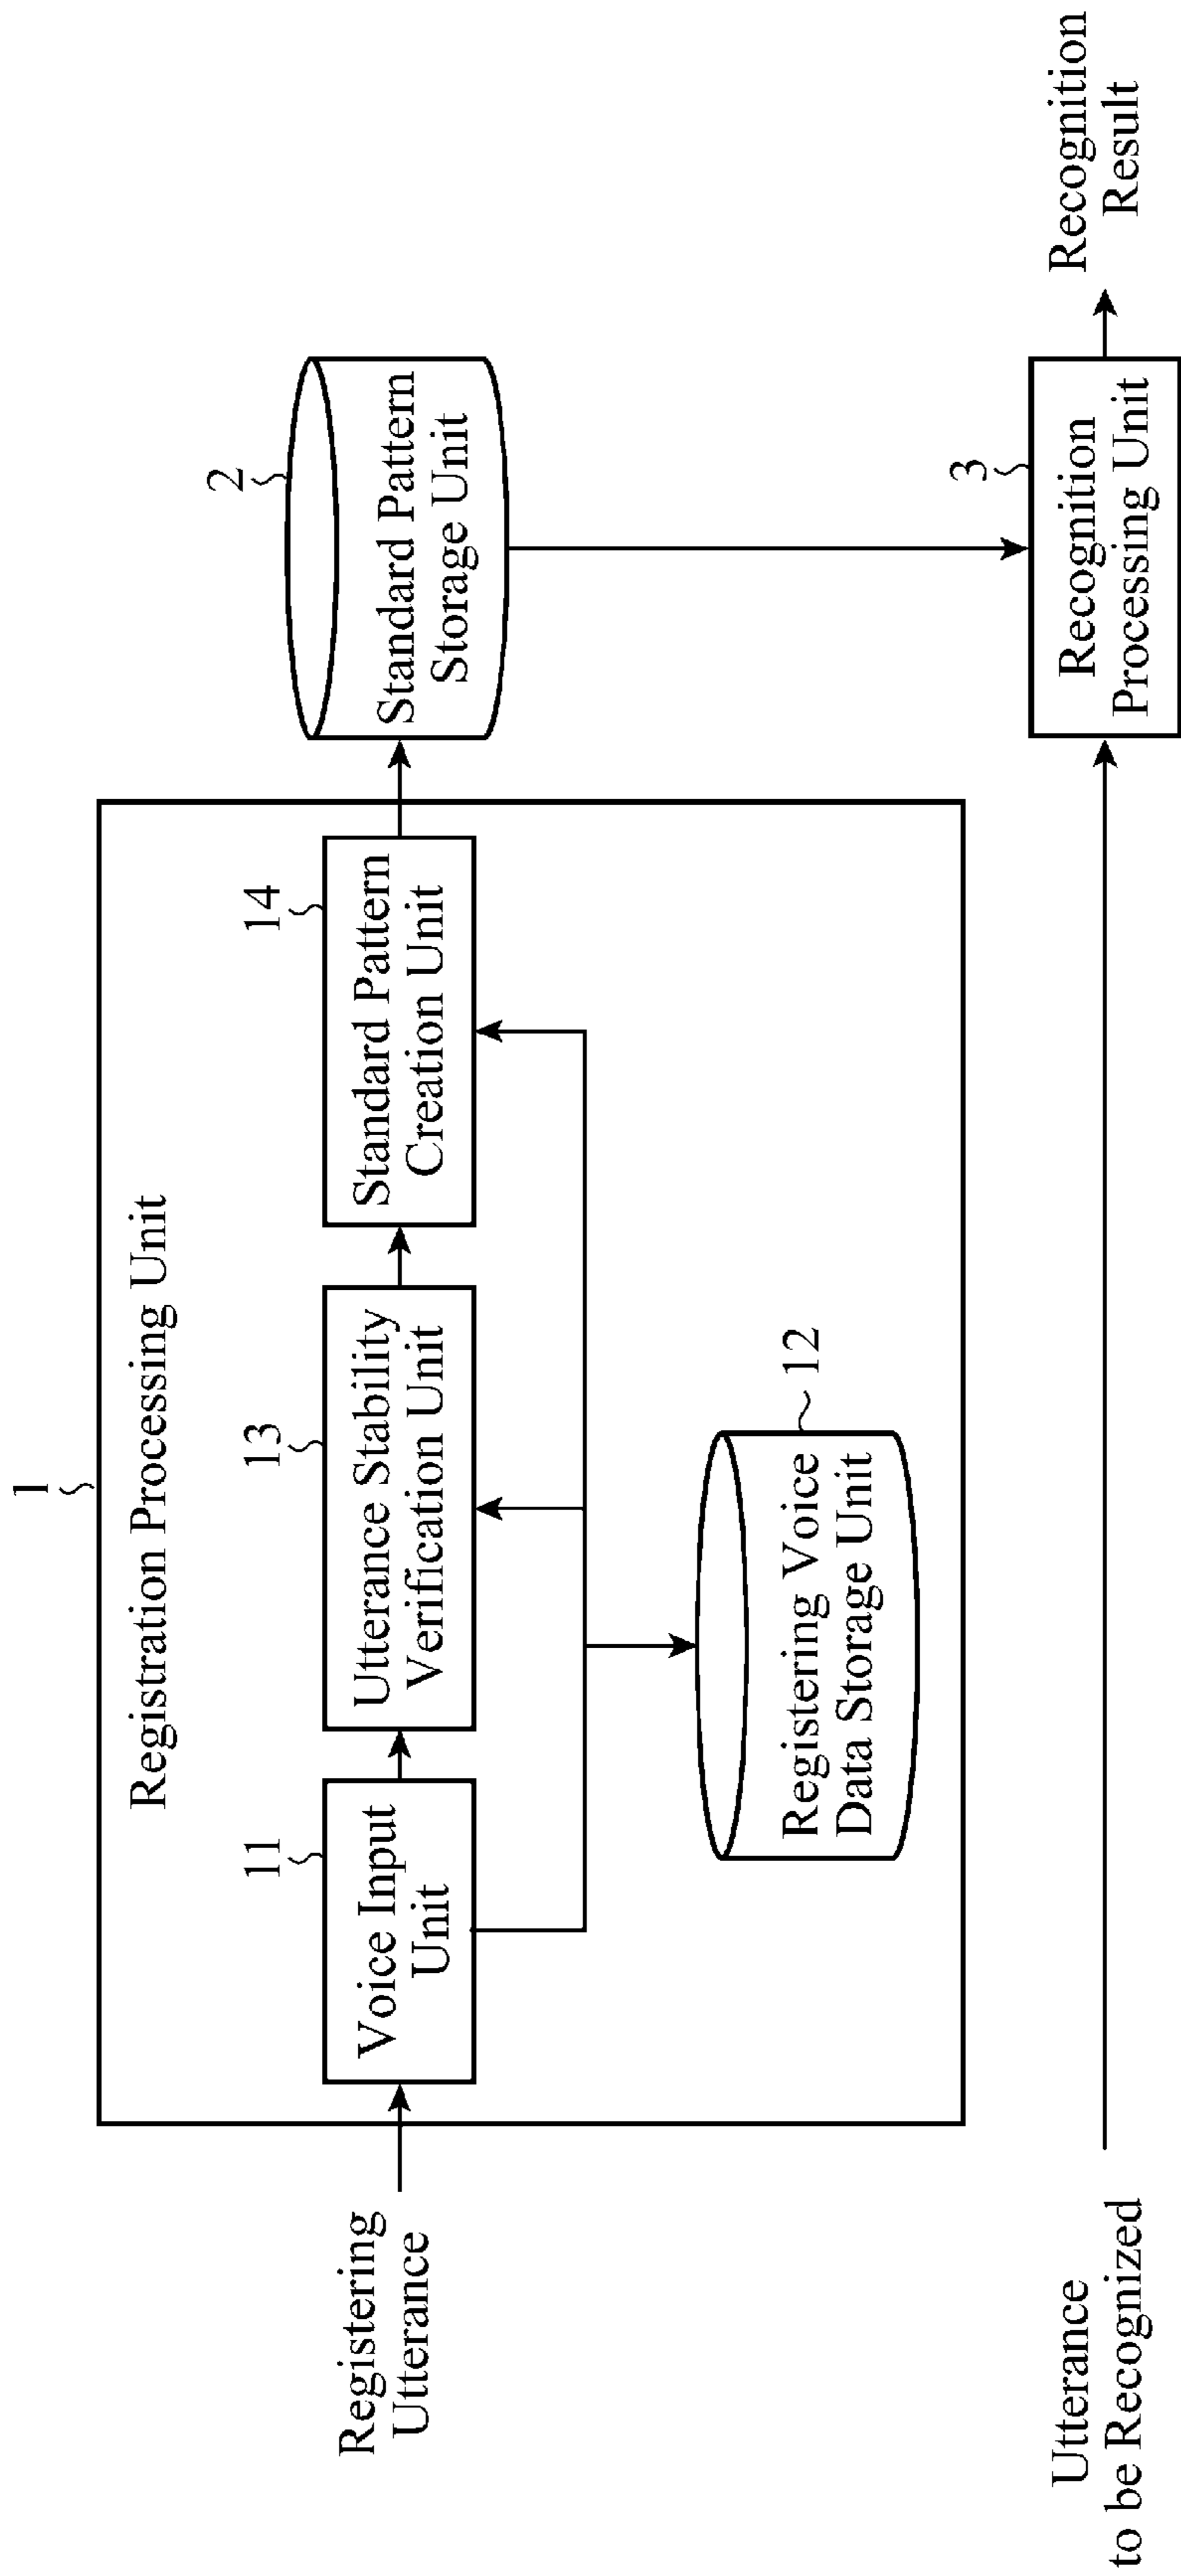 1
Registration Processing Unit
Registering
Utterance
11
Voice Input
Unit
13
Utterance Stability
Verification Unit
14
Standard Pattern
Creation Unit
2
Standard Pattern
Storage Unit
12
Registering Voice
Data Storage Unit
Utterance
to be Recognized
3
Recognition
Processing Unit
Recognition
Result